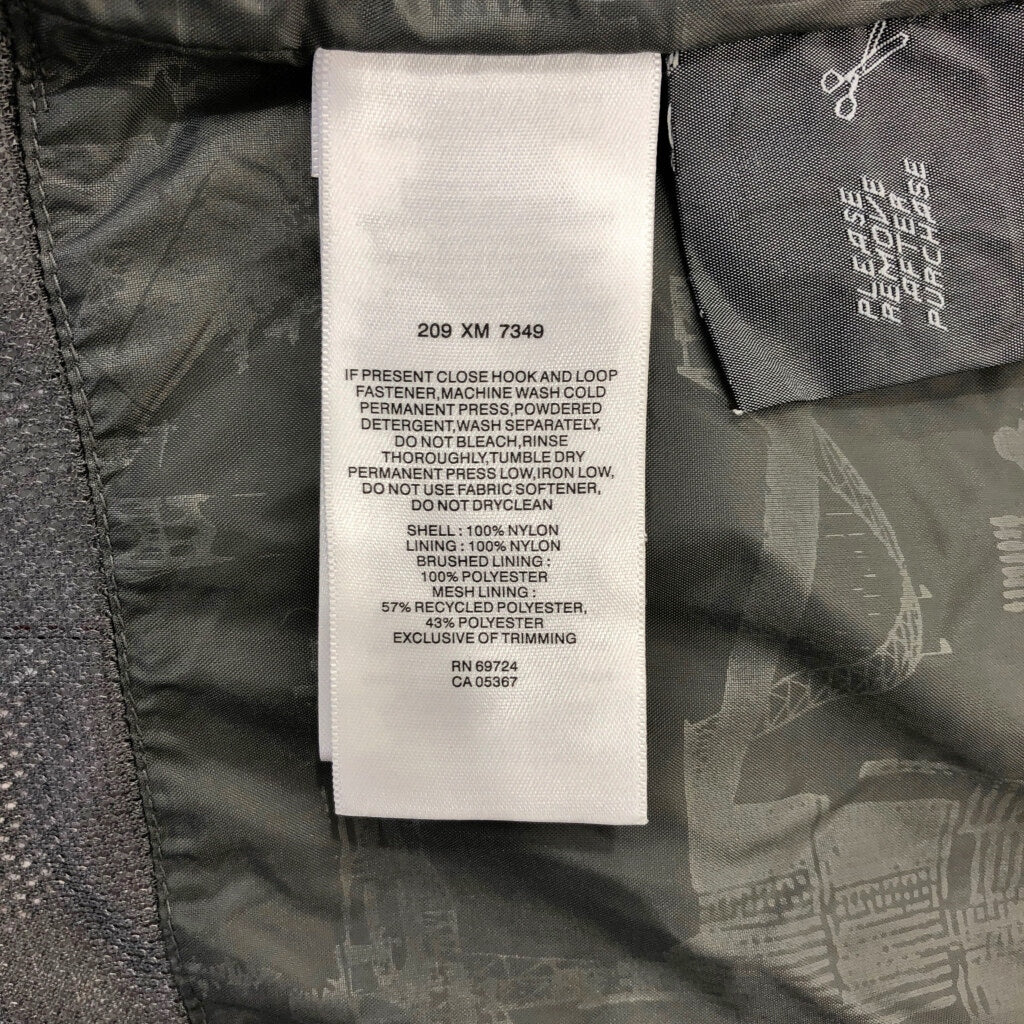 209 XM 7349
IF PRESENT CLOSE HOOK AND LOOP
FASTENER,MACHINE WASH COLD
PERMANENT PRESS,POWDERED
DETERGENT,WASH SEPARATELY,
DO NOT BLEACH,RINSE
THOROUGHLY,TUMBLE DRY
PERMANENT PRESS LOW,IRON LOW,
DO NOT USE FABRIC SOFTENER,
DO NOT DRYCLEAN
SHELL : 100% NYLON
LINING : 100% NYLON
BRUSHED LINING :
100% POLYESTER
MESH LINING :
57% RECYCLED POLYESTER,
43% POLYESTER
EXCLUSIVE OF TRIMMING
RN 69724
CA 05367
PLEASE
REMOVE
AFTER
PURCHASE